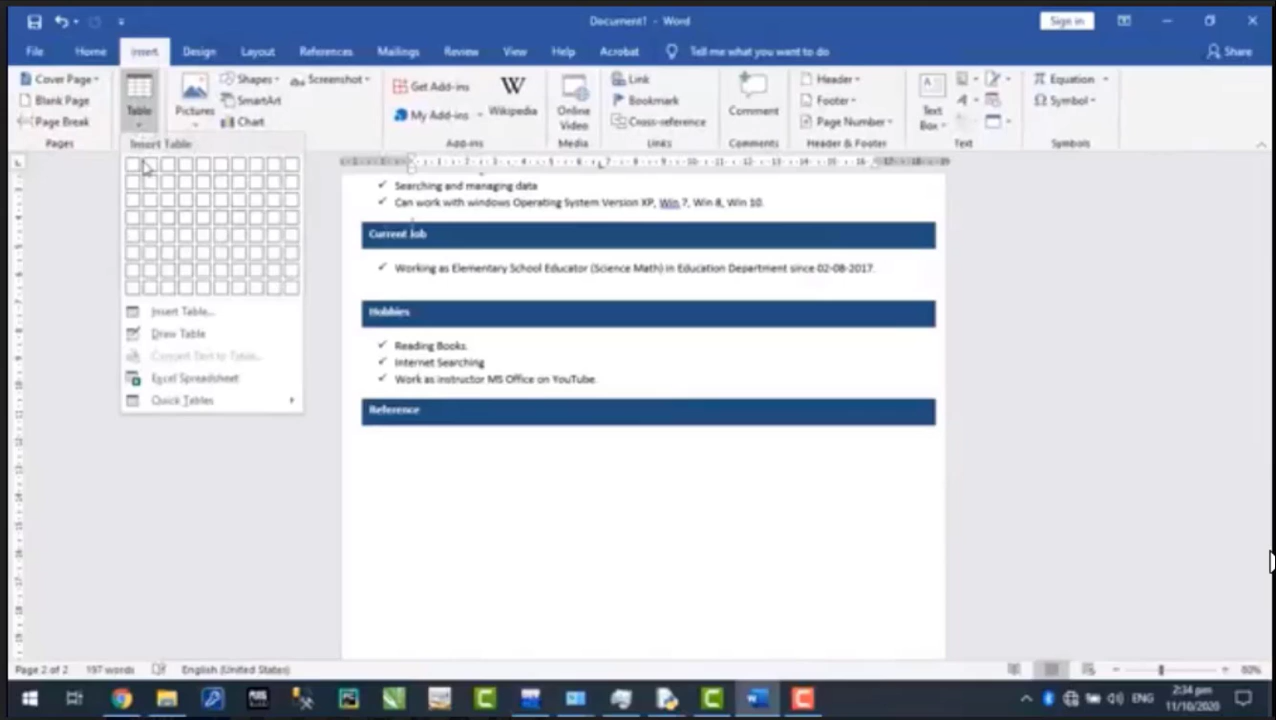 Document1 - Word
Sign in
File Home Insert Design Layout References Mailings Review View Help Acrobat Tell me what you want to do Share
Cover Page
Blank Page
Page Break
Pages
Table
Pictures
Shapes
SmartArt
Chart
Screenshot
Get Add-ins
My Add-ins
Wikipedia
Add-ins
Online
Video
Media
Link
Bookmark
Cross-reference
Links
Comment
Comments
Header
Footer
Page Number
Header & Footer
Text
Box
Text
Equation
Symbol
Symbols
Insert Table
Insert Table...
Draw Table
Convert Text to Table...
Excel Spreadsheet
Quick Tables
Searching and managing data
Can work with windows Operating System Version XP, Win 7, Win 8, Win 10.
Current Job
Working as Elementary School Educator (Science Math) in Education Department since 02-08-2017.
Hobbies
Reading Books.
Internet Searching
Work as instructor MS Office on YouTube.
Reference
Page 2 of 2 197 words English (United States) 80%
ENG
2:34 pm
11/10/2020